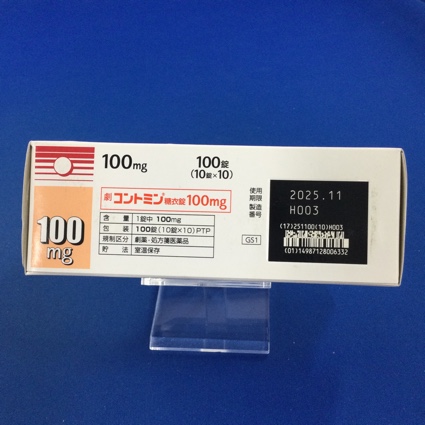 100mg
100錠
(10錠×10)
劇 コントミン®糖衣錠100mg
含量 1錠中 100mg
包装 100錠(10錠×10)PTP
規制区分 劇薬・処方箋医薬品
貯法 室温保存
G51
100
mg
使用
期限
製造
番号
2025.11
H003
(17)251100(10)H003
(01)14987128006332